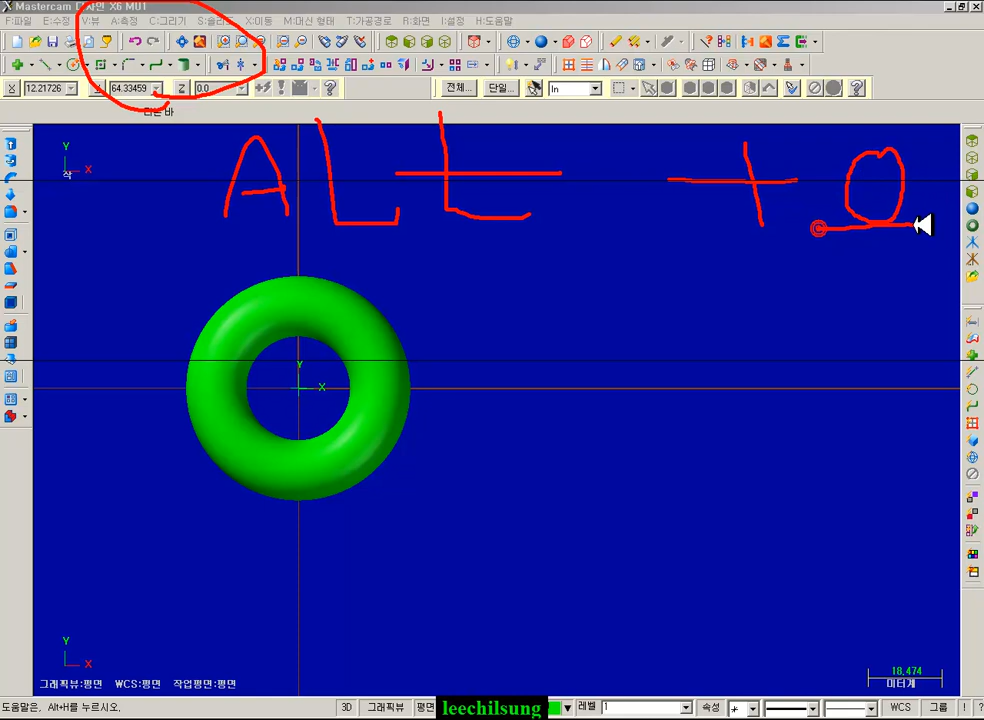 Mastercam 디자인 X6 MU1
F:파일 E:수정 V:뷰 A:측정 C:그리기 S:솔리드 X:이동 M:머신 형태 T:가공경로 R:화면 I:설정 H:도움말
X 12.21726 Y 64.33459 Z 0.0 전체... 단일... In
ALt + O
Y
X
Y
X
Y
X
18.474
미터계
그래픽뷰:평면 WCS:평면 작업평면:평면
도움말은, Alt+H를 누르시오. 3D 그래픽뷰 평면 leechilsung 레벨 1 속성 WCS 그룹 ! ?